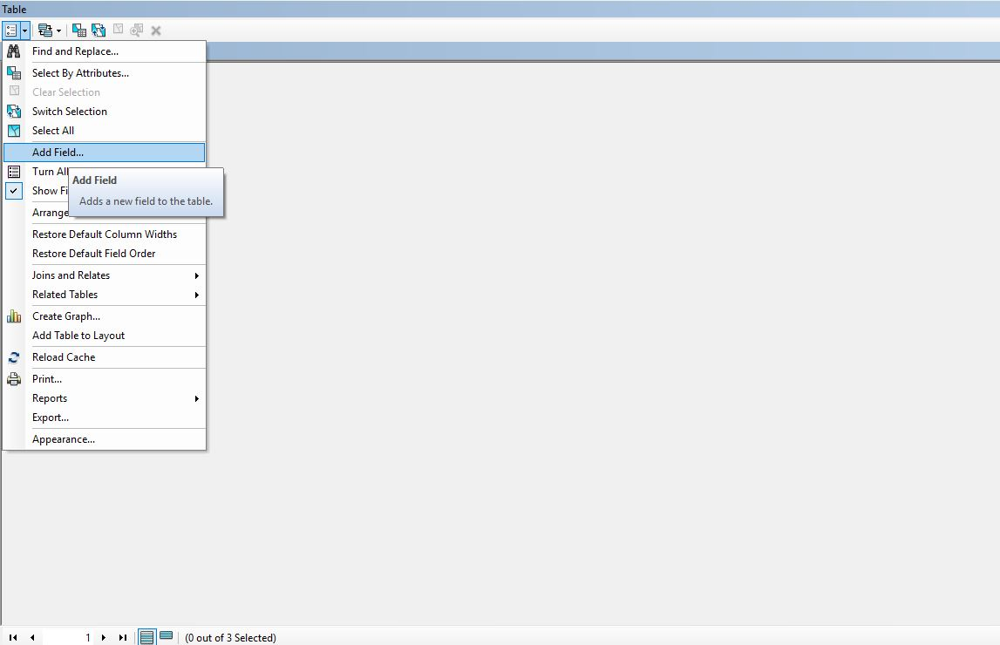 Table
Find and Replace...
Select By Attributes...
Clear Selection
Switch Selection
Select All
Add Field...
Turn All
Add Field
Show Fi
Adds a new field to the table.
Arrange
Restore Default Column Widths
Restore Default Field Order
Joins and Relates
Related Tables
Create Graph...
Add Table to Layout
Reload Cache
Print...
Reports
Export...
Appearance...
1
(0 out of 3 Selected)